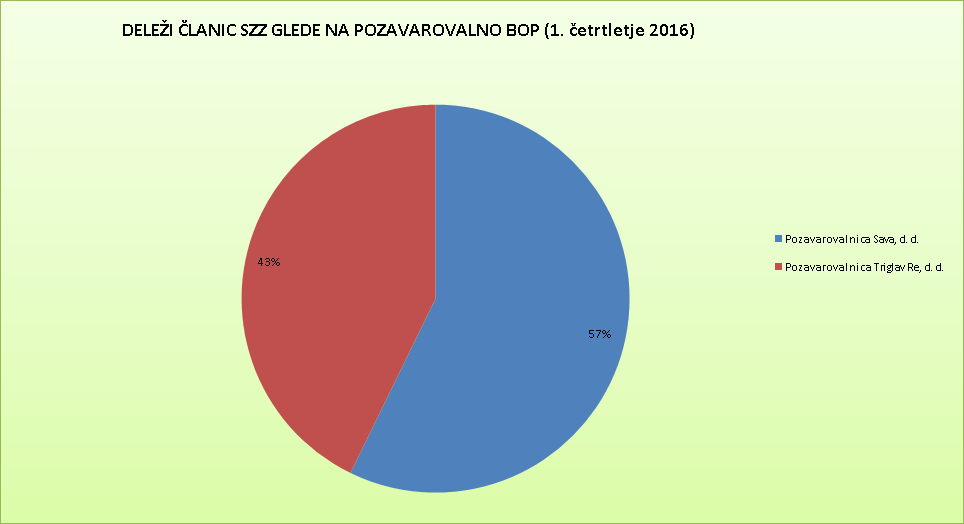 DELEŽI ČLANIC SZZ GLEDE NA POZAVAROVALNO BOP (1. četrtletje 2016)
43%
57%
Pozavarovalnica Sava, d. d.
Pozavarovalnica Triglav Re, d. d.